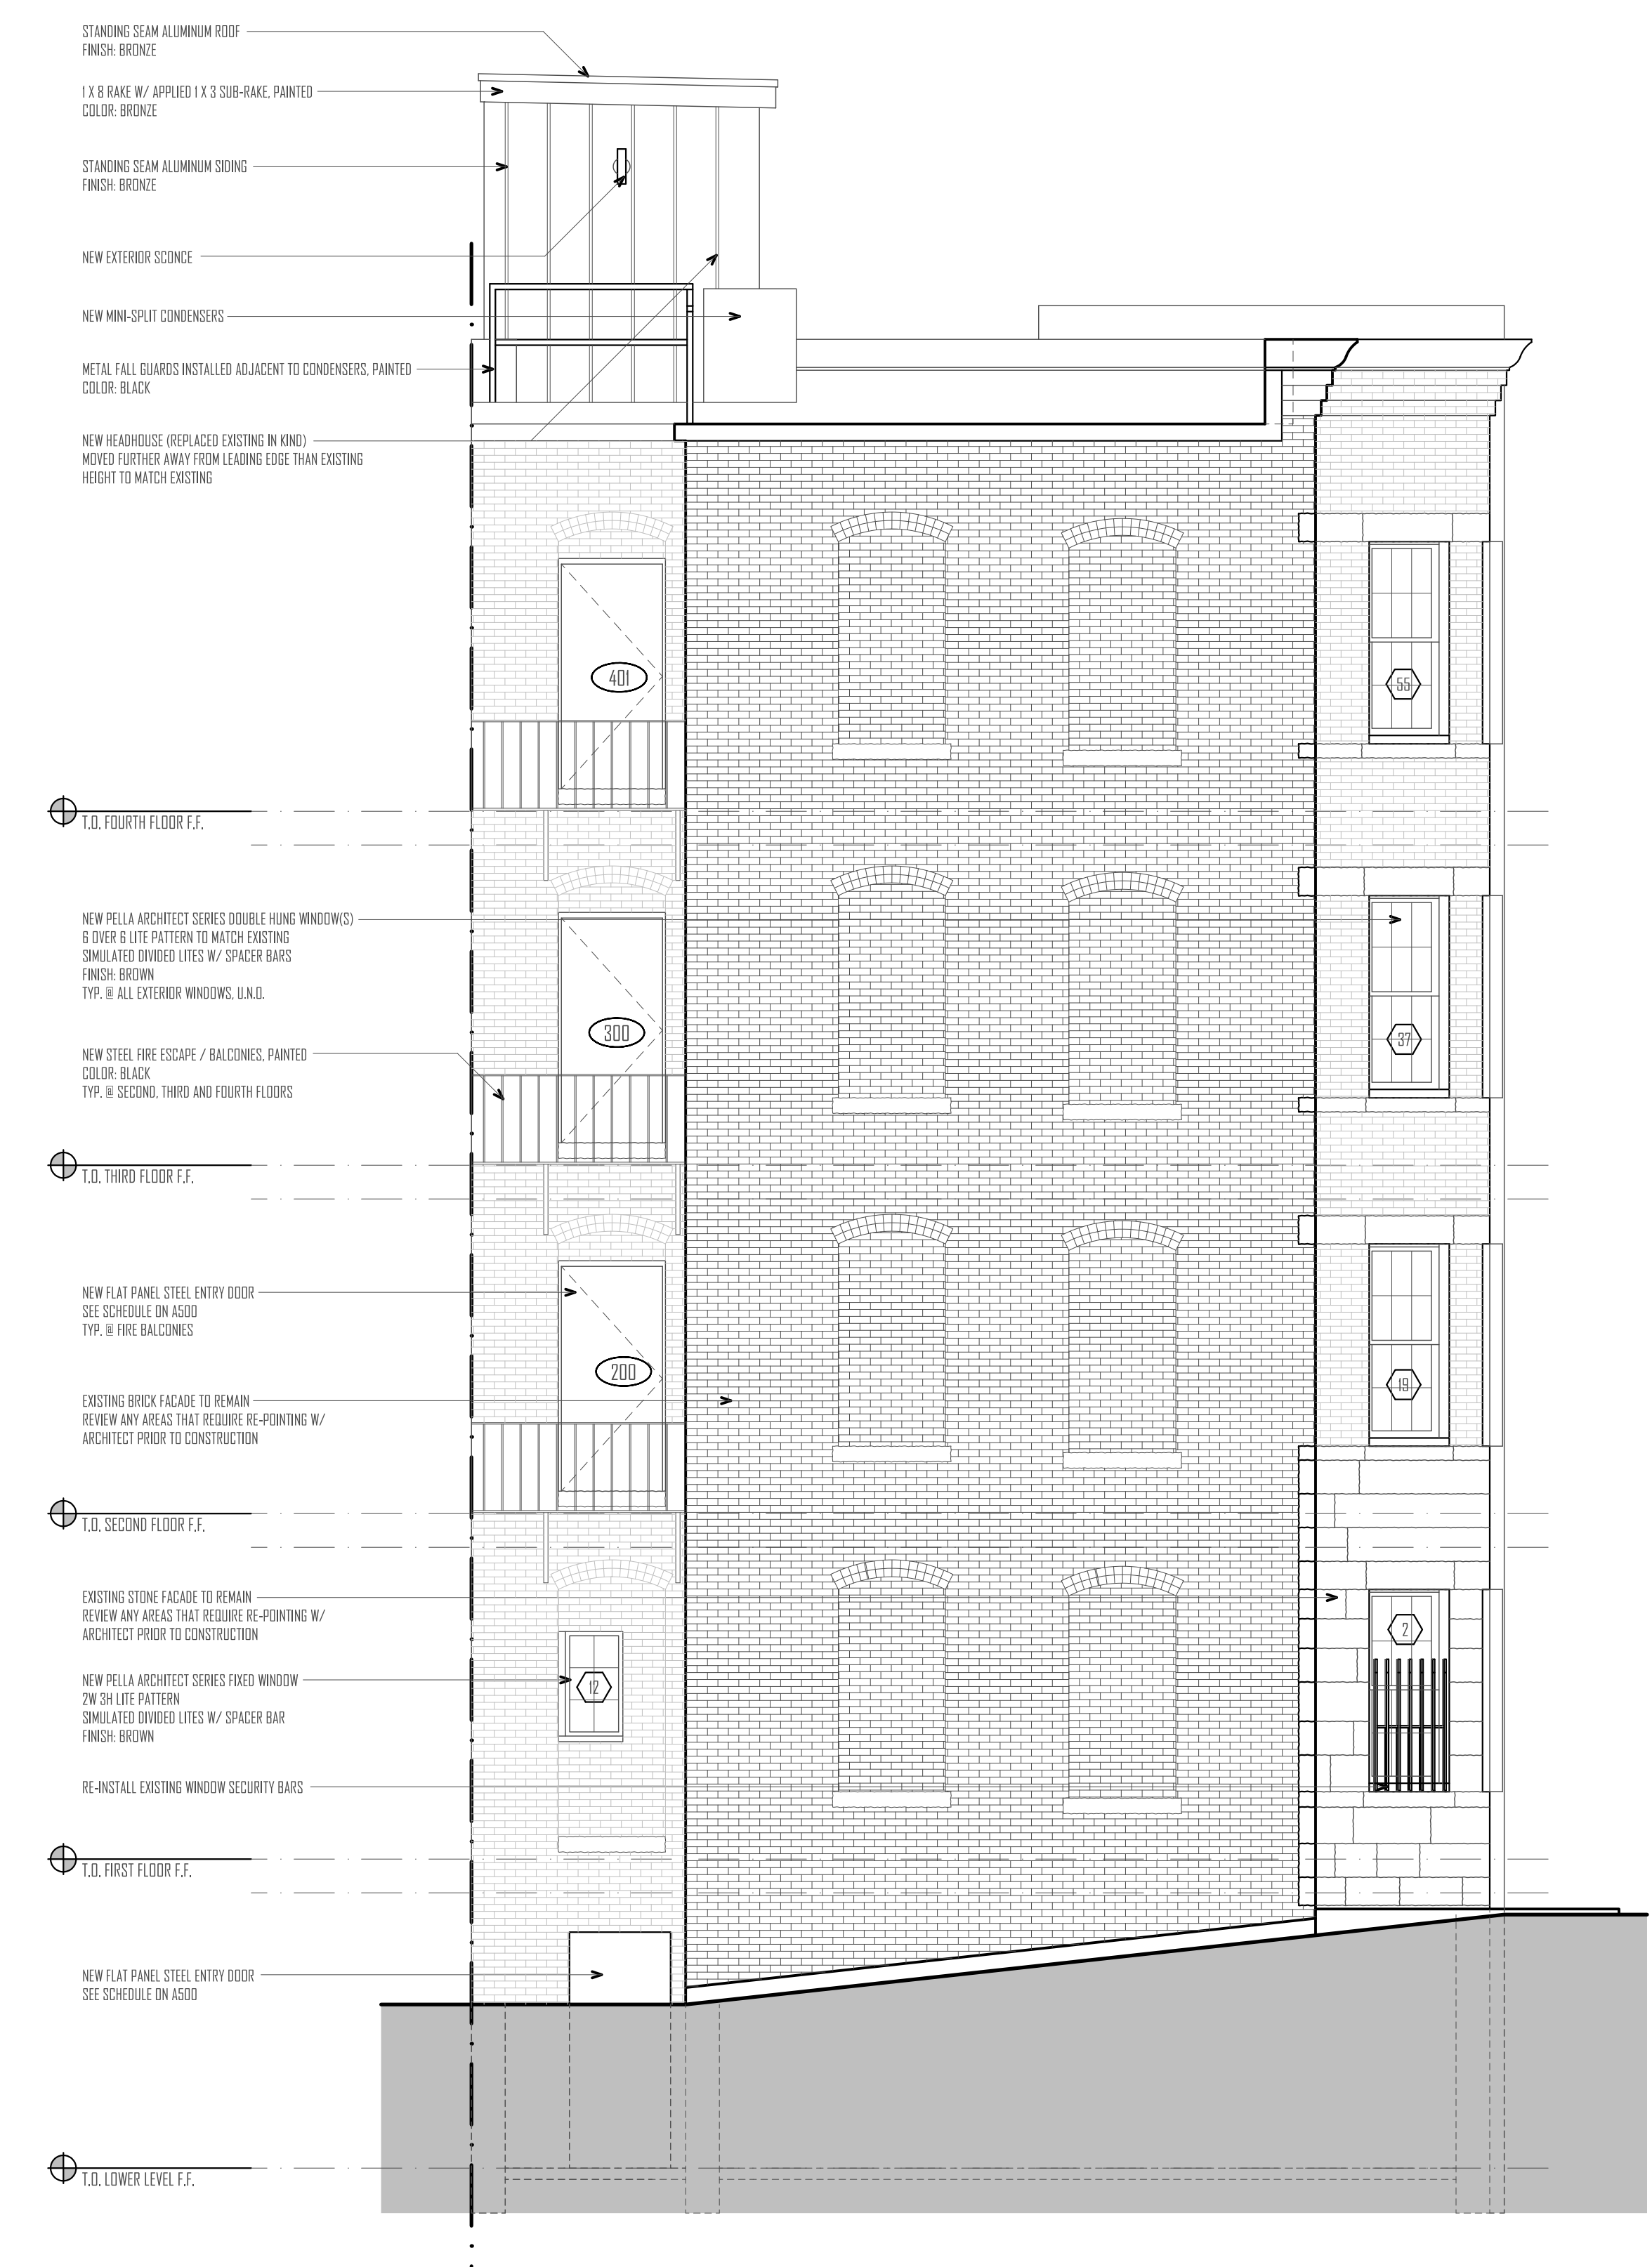 STANDING SEAM ALUMINUM ROOF
FINISH: BRONZE
1 X 8 RAKE W/ APPLIED 1 X 3 SUB-RAKE, PAINTED
COLOR: BRONZE
STANDING SEAM ALUMINUM SIDING
FINISH: BRONZE
NEW EXTERIOR SCONCE
NEW MINI-SPLIT CONDENSERS
METAL FALL GUARDS INSTALLED ADJACENT TO CONDENSERS, PAINTED
COLOR: BLACK
NEW HEADHOUSE (REPLACED EXISTING IN KIND)
MOVED FURTHER AWAY FROM LEADING EDGE THAN EXISTING
HEIGHT TO MATCH EXISTING
401
55
T.O. FOURTH FLOOR F.F.
NEW PELLA ARCHITECT SERIES DOUBLE HUNG WINDOW(S)
6 OVER 6 LITE PATTERN TO MATCH EXISTING
SIMULATED DIVIDED LITES W/ SPACER BARS
FINISH: BROWN
TYP. @ ALL EXTERIOR WINDOWS, U.N.O.
300
37
NEW STEEL FIRE ESCAPE / BALCONIES, PAINTED
COLOR: BLACK
TYP. @ SECOND, THIRD AND FOURTH FLOORS
T.O. THIRD FLOOR F.F.
NEW FLAT PANEL STEEL ENTRY DOOR
SEE SCHEDULE ON A500
TYP. @ FIRE BALCONIES
200
19
EXISTING BRICK FACADE TO REMAIN
REVIEW ANY AREAS THAT REQUIRE RE-POINTING W/
ARCHITECT PRIOR TO CONSTRUCTION
T.O. SECOND FLOOR F.F.
EXISTING STONE FACADE TO REMAIN
REVIEW ANY AREAS THAT REQUIRE RE-POINTING W/
ARCHITECT PRIOR TO CONSTRUCTION
2
NEW PELLA ARCHITECT SERIES FIXED WINDOW
2W 3H LITE PATTERN
SIMULATED DIVIDED LITES W/ SPACER BAR
FINISH: BROWN
12
RE-INSTALL EXISTING WINDOW SECURITY BARS
T.O. FIRST FLOOR F.F.
NEW FLAT PANEL STEEL ENTRY DOOR
SEE SCHEDULE ON A500
T.O. LOWER LEVEL F.F.